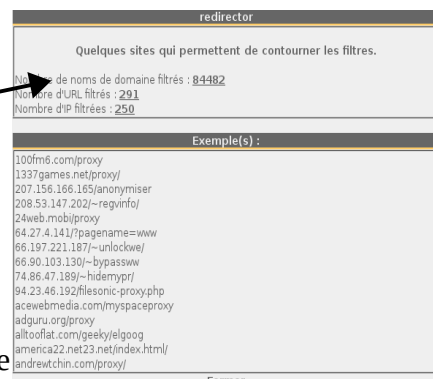 redirector
Quelques sites qui permettent de contourner les filtres.
Nombre de noms de domaine filtrés : 84482
Nombre d'URL filtrés : 291
Nombre d'IP filtrées : 250
Exemple(s) :
100fm6.com/proxy
1337games.net/proxy/
207.156.166.165/anonymiser
208.53.147.202/~regvinfo/
24web.mobi/proxy
64.27.4.141/?pagename=www
66.197.221.187/~unlockwe/
66.90.103.130/~bypassww
74.86.47.189/~hidemypr/
94.23.46.192/filesonic-proxy.php
acewebmedia.com/myspaceproxy
adguru.org/proxy
alltooflat.com/geeky/elgoog
america22.net23.net/index.html/
e andrewtchin.com/proxy/